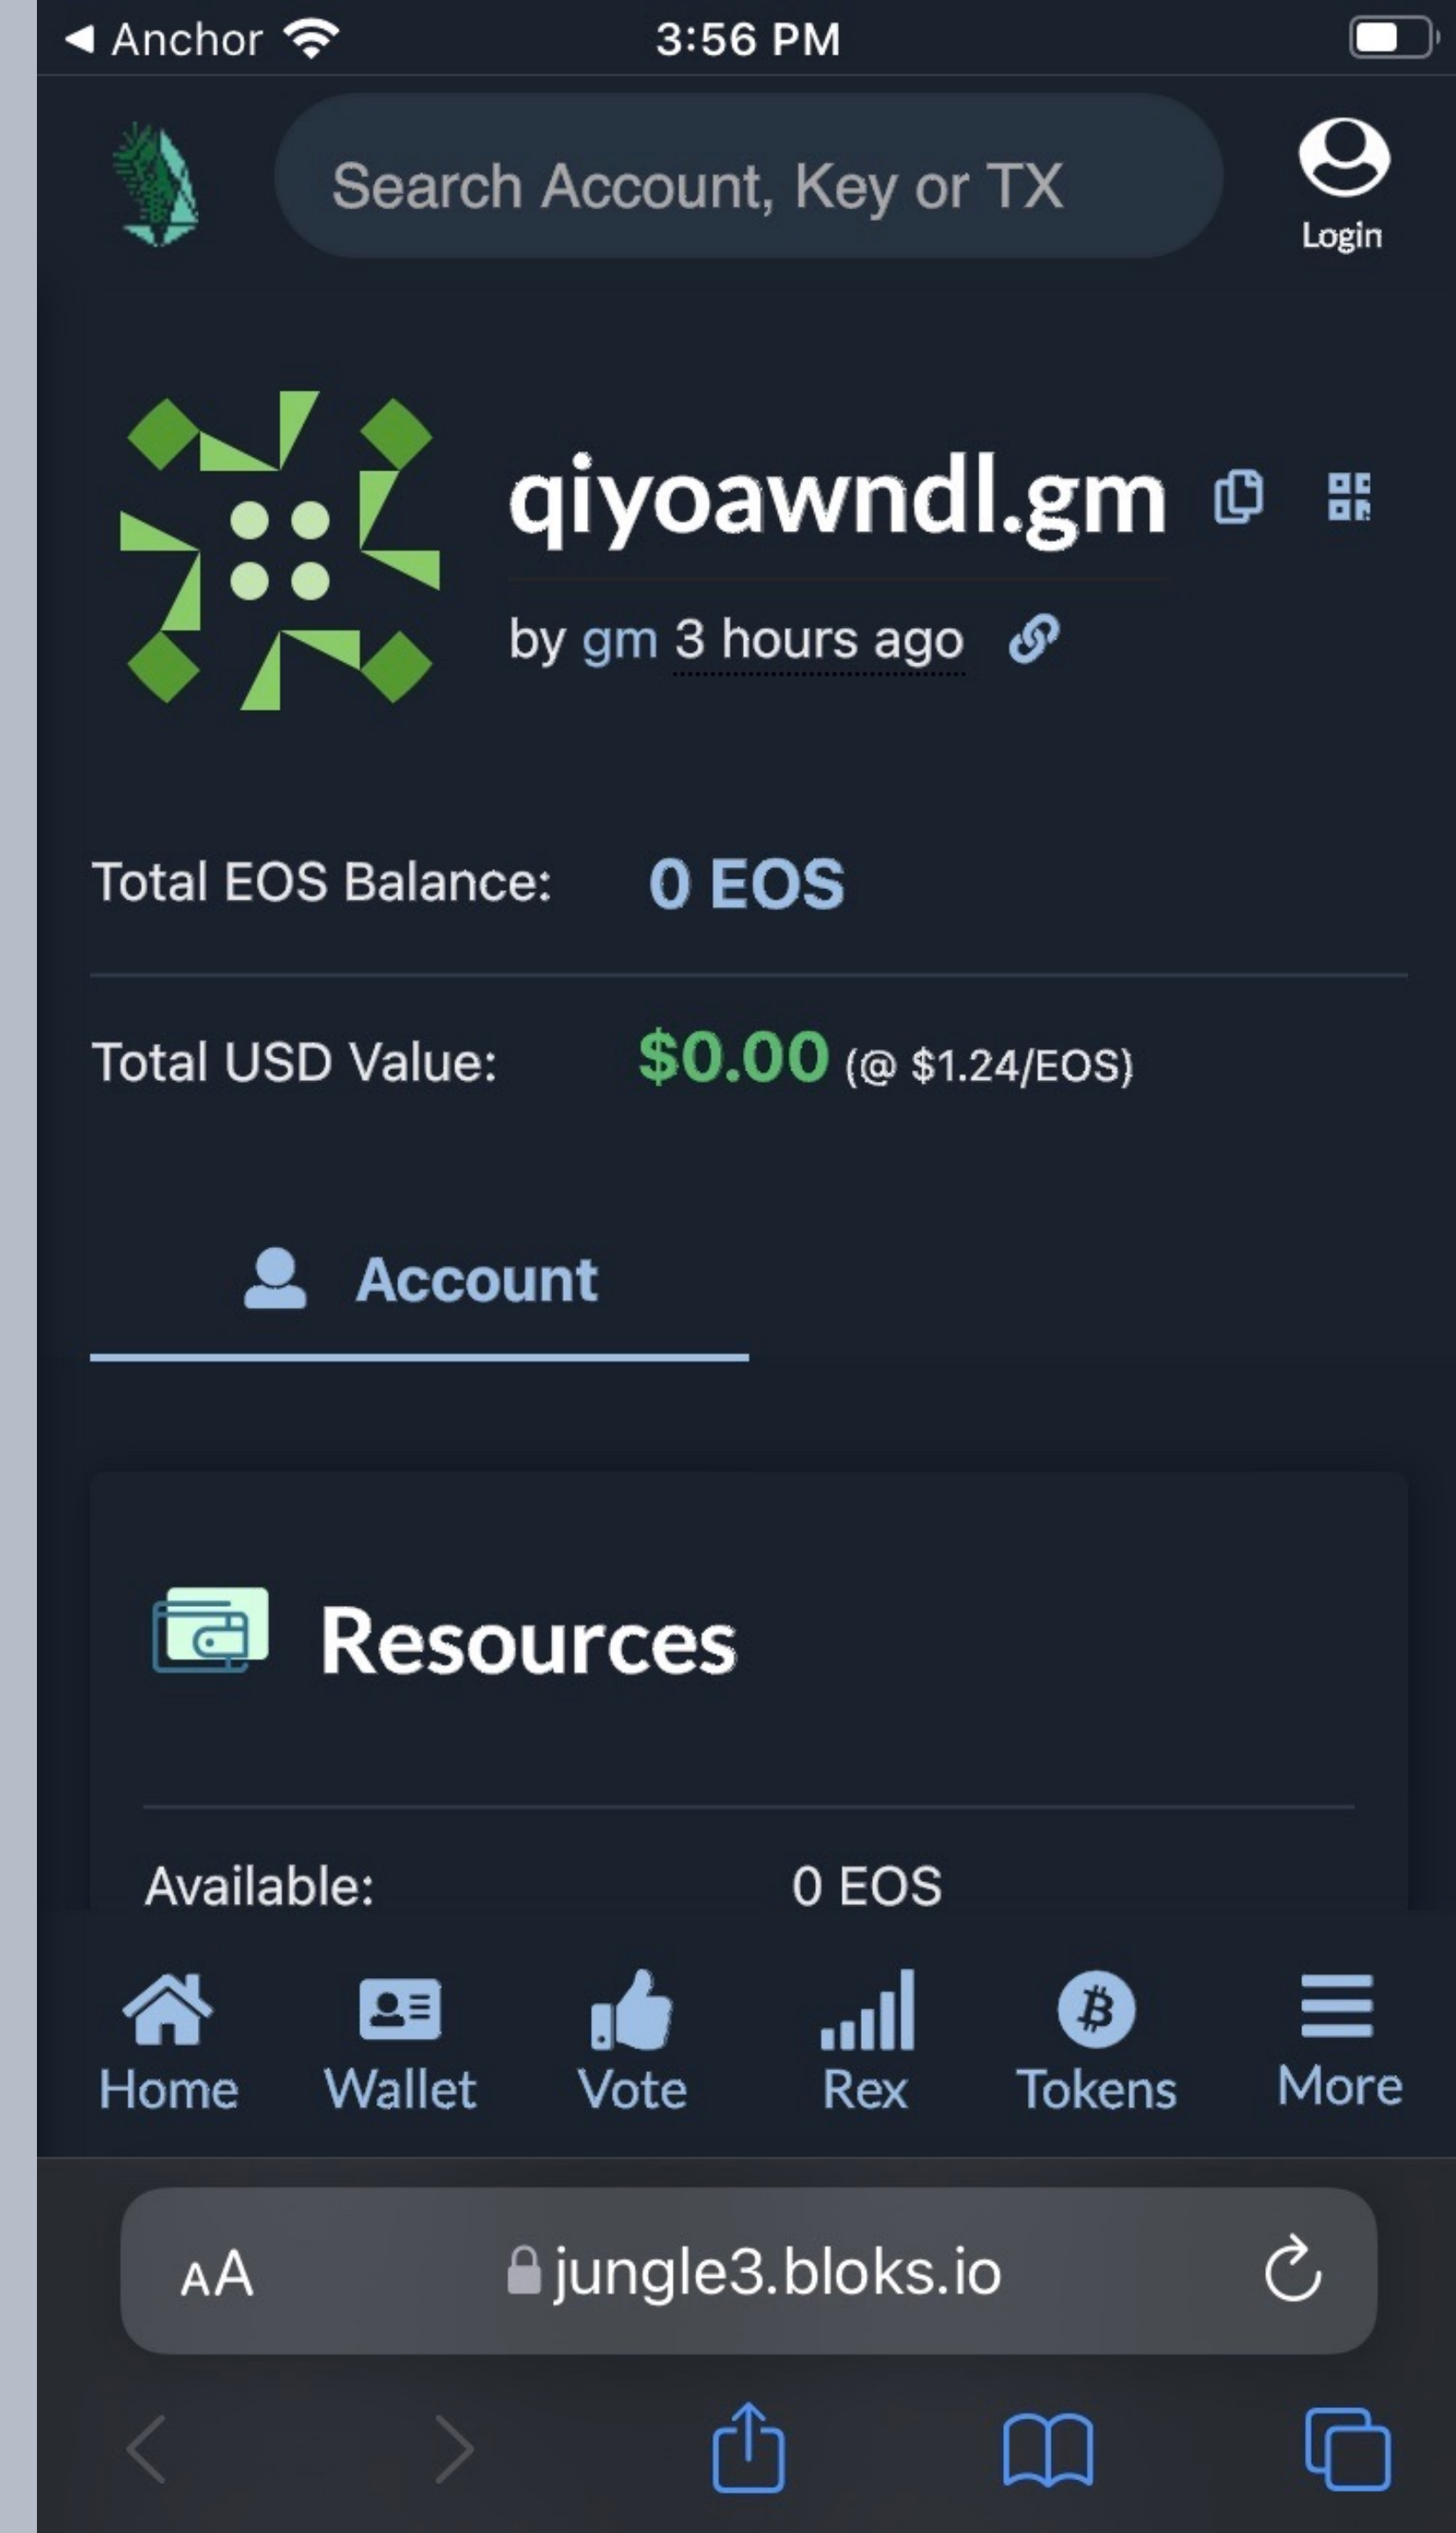 Anchor 3:56 PM
Search Account, Key or TX
Login
qiyoawndl.gm
by gm 3 hours ago
Total EOS Balance: 0 EOS
Total USD Value: $0.00 (@ $1.24/EOS)
Account
Resources
Available: 0 EOS
Home Wallet Vote Rex Tokens More
AA jungle3.bloks.io